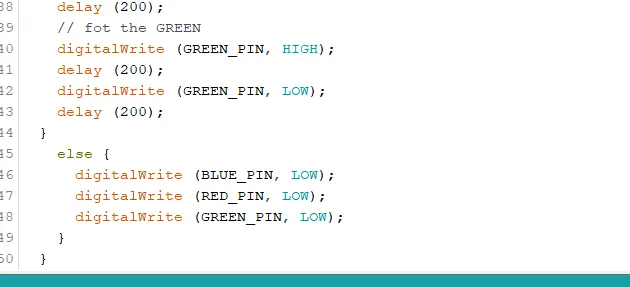 38 delay (200);
39 // fot the GREEN
40 digitalWrite (GREEN_PIN, HIGH);
41 delay (200);
42 digitalWrite (GREEN_PIN, LOW);
43 delay (200);
44 }
45 else {
46 digitalWrite (BLUE_PIN, LOW);
47 digitalWrite (RED_PIN, LOW);
48 digitalWrite (GREEN_PIN, LOW);
49 }
50 }